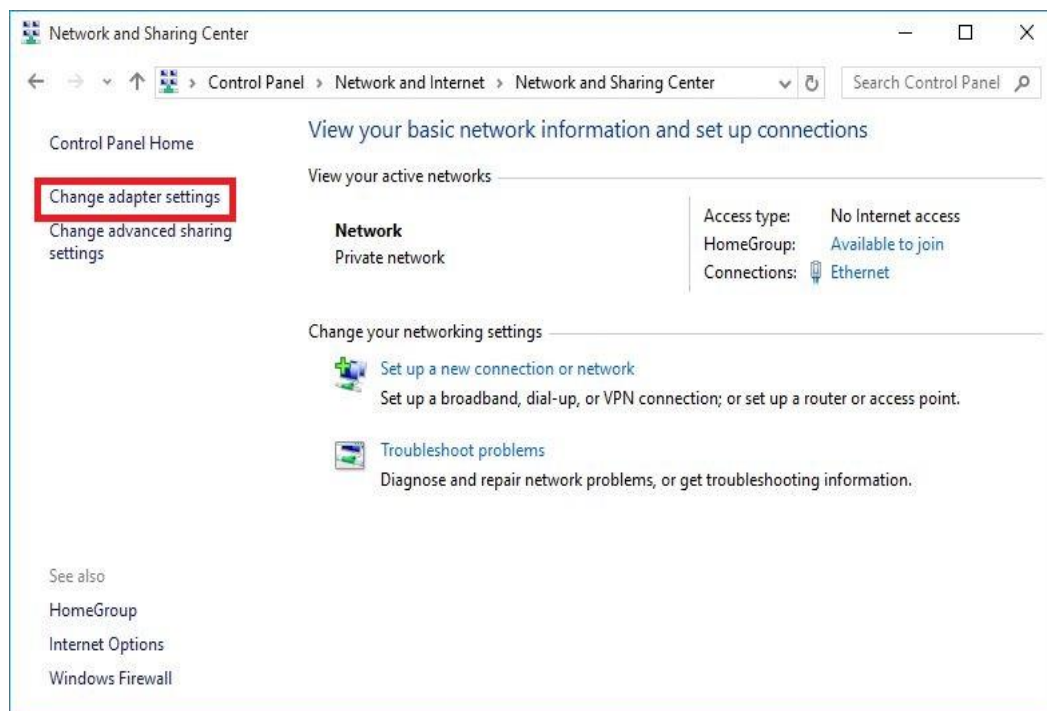 Network and Sharing Center
Control Panel > Network and Internet > Network and Sharing Center
Search Control Panel
Control Panel Home
Change adapter settings
Change advanced sharing
settings
View your basic network information and set up connections
View your active networks
Network
Private network
Access type: No Internet access
HomeGroup: Available to join
Connections: Ethernet
Change your networking settings
Set up a new connection or network
Set up a broadband, dial-up, or VPN connection; or set up a router or access point.
Troubleshoot problems
Diagnose and repair network problems, or get troubleshooting information.
See also
HomeGroup
Internet Options
Windows Firewall